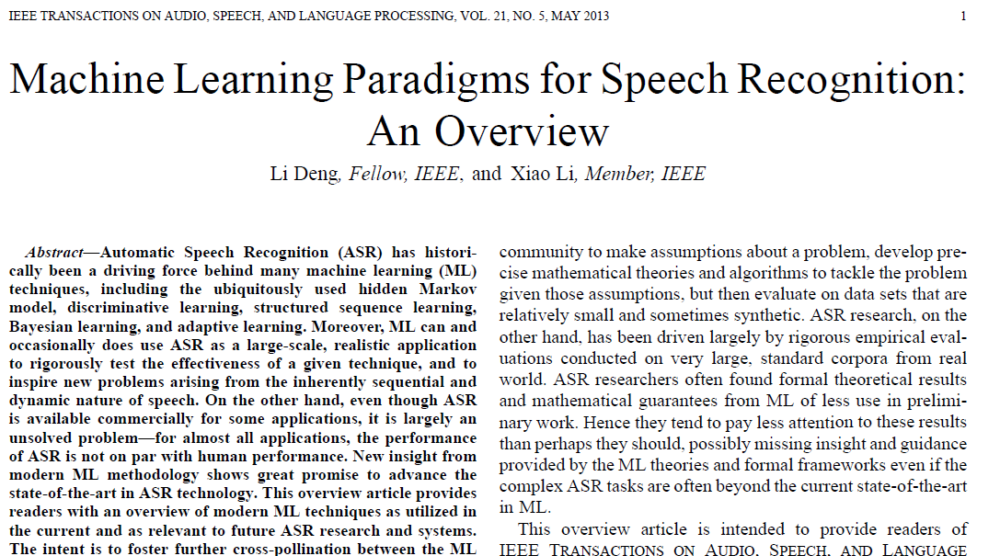 IEEE TRANSACTIONS ON AUDIO, SPEECH, AND LANGUAGE PROCESSING, VOL. 21, NO. 5, MAY 2013 1
Machine Learning Paradigms for Speech Recognition:
An Overview
Li Deng, Fellow, IEEE, and Xiao Li, Member, IEEE
Abstract—Automatic Speech Recognition (ASR) has histori-
cally been a driving force behind many machine learning (ML)
techniques, including the ubiquitously used hidden Markov
model, discriminative learning, structured sequence learning,
Bayesian learning, and adaptive learning. Moreover, ML can and
occasionally does use ASR as a large-scale, realistic application
to rigorously test the effectiveness of a given technique, and to
inspire new problems arising from the inherently sequential and
dynamic nature of speech. On the other hand, even though ASR
is available commercially for some applications, it is largely an
unsolved problem—for almost all applications, the performance
of ASR is not on par with human performance. New insight from
modern ML methodology shows great promise to advance the
state-of-the-art in ASR technology. This overview article provides
readers with an overview of modern ML techniques as utilized in
the current and as relevant to future ASR research and systems.
The intent is to foster further cross-pollination between the ML
community to make assumptions about a problem, develop pre-
cise mathematical theories and algorithms to tackle the problem
given those assumptions, but then evaluate on data sets that are
relatively small and sometimes synthetic. ASR research, on the
other hand, has been driven largely by rigorous empirical eval-
uations conducted on very large, standard corpora from real
world. ASR researchers often found formal theoretical results
and mathematical guarantees from ML of less use in prelimi-
nary work. Hence they tend to pay less attention to these results
than perhaps they should, possibly missing insight and guidance
provided by the ML theories and formal frameworks even if the
complex ASR tasks are often beyond the current state-of-the-art
in ML.
This overview article is intended to provide readers of
IEEE TRANSACTIONS ON AUDIO, SPEECH, AND LANGUAGE